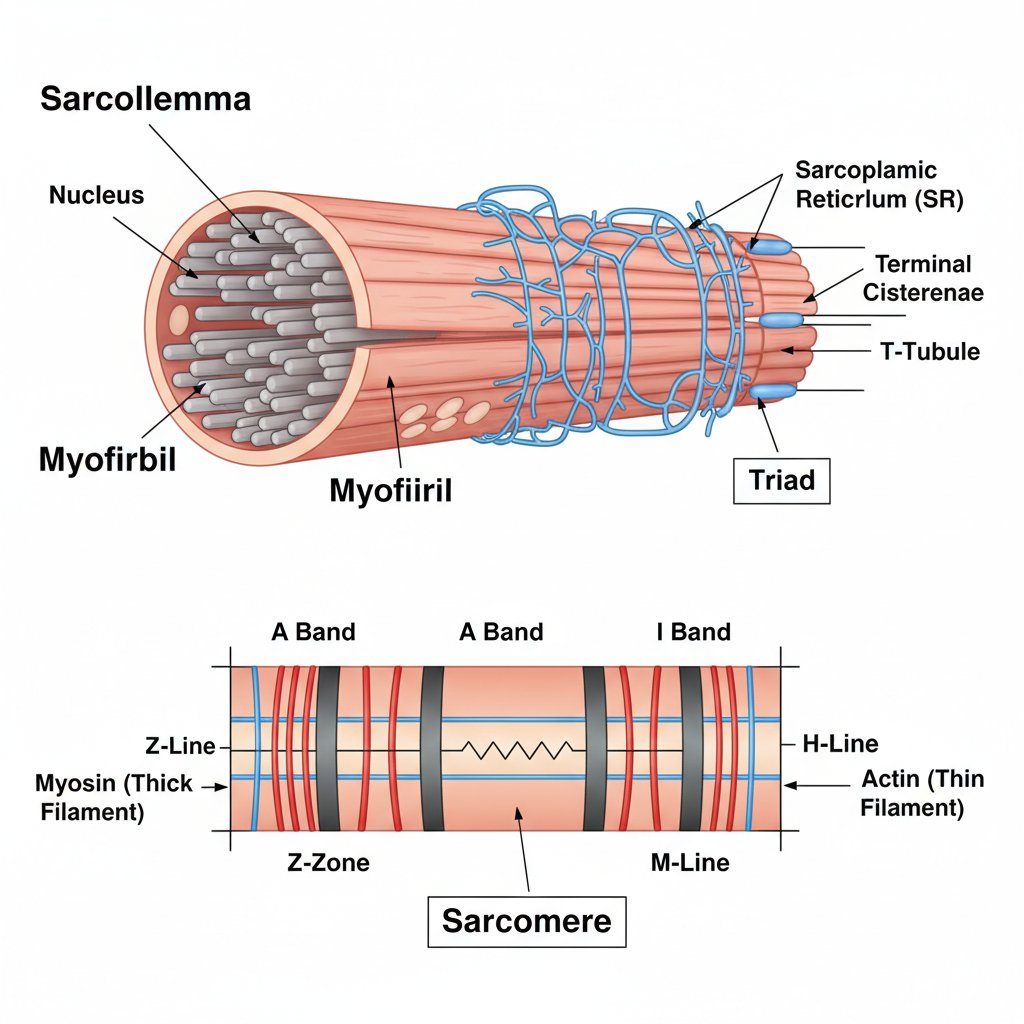 Sarcollemma
Nucleus
Sarcoplamic
Reticrlum (SR)
Terminal
Cisterenae
T-Tubule
Myofirbil
Myofiiril
Triad
A Band
A Band
I Band
Z-Line
H-Line
Myosin (Thick
Filament)
Actin (Thin
Filament)
Z-Zone
M-Line
Sarcomere